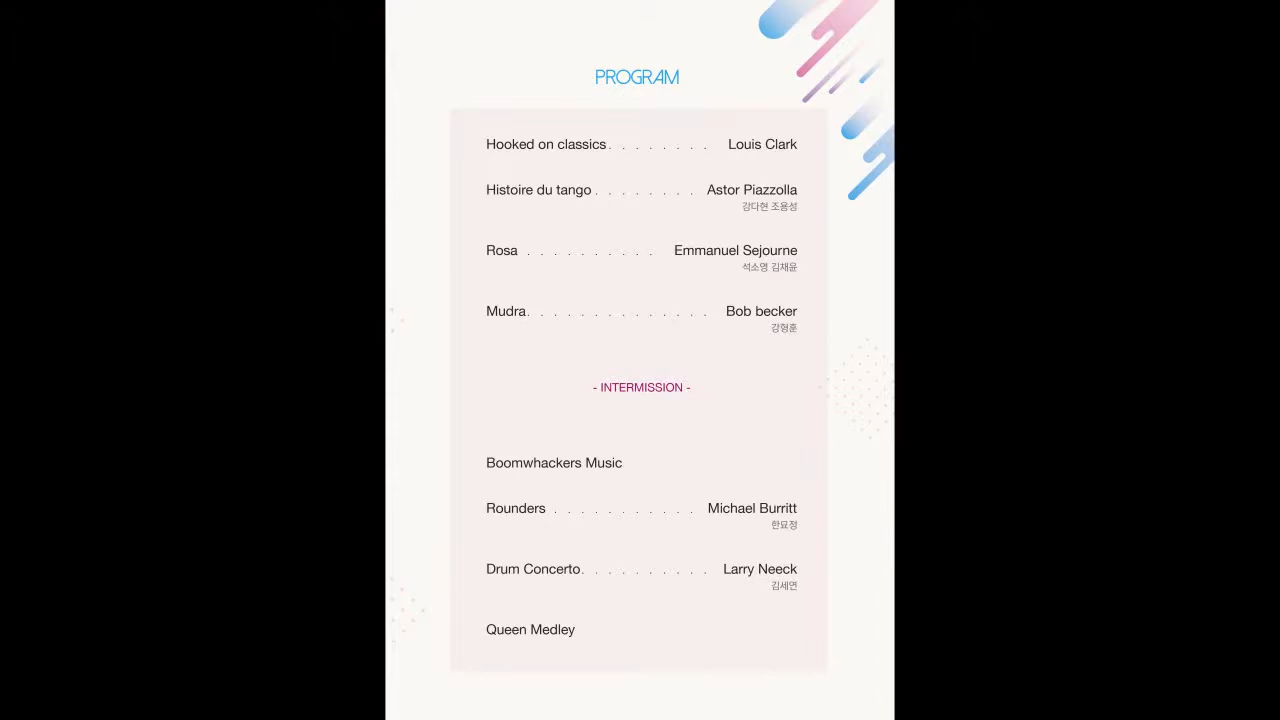 PROGRAM
Hooked on classics . . . . . . . . Louis Clark
Histoire du tango . . . . . . . . Astor Piazzolla
강다현 조용성
Rosa . . . . . . . . . . Emmanuel Sejourne
석소영 김채윤
Mudra . . . . . . . . . . . . . . Bob becker
강형훈
- INTERMISSION -
Boomwhackers Music
Rounders . . . . . . . . . . . Michael Burritt
한묘정
Drum Concerto . . . . . . . . . . Larry Neeck
김세연
Queen Medley